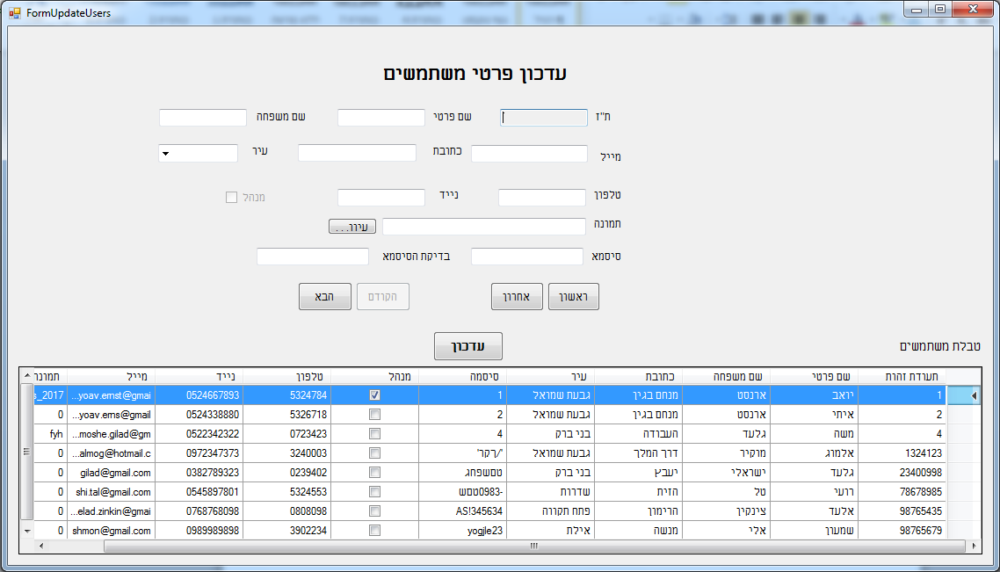 FormUpdateUsers
עדכון פרטי משתמשים
ת"ז שם פרטי שם משפחה
מייל כתובת עיר
טלפון נייד מנהל
תמונה עיון...
סיסמא בדיקת הסיסמא
ראשון אחרון הקודם הבא
עדכון
טבלת משתמשים
תעודת זהות שם פרטי שם משפחה כתובת עיר סיסמה מנהל טלפון נייד מייל תמונה
1 יואב ארנסט מנחם בגין גבעת שמואל 1 5324784 0524667893 yoav.ernst@gmai... s_2017
2 איתי ארנסט מנחם בגין גבעת שמואל 2 5326718 0524338880 yoav.erns@gmail... 0
4 משה גלעד העבודה בני ברק 4 0723423 0522342322 moshe.gilad@gm... fyh
1324123 אלמוג מוקיר דרך המלך גבעת שמואל '/רקך' 3240003 0972347373 almog@hotmail.c... 0
23400998 גלעד ישראלי יעבץ בני ברק טםשפחג 0239402 0382789323 gilad@gmail.com 0
78678985 רועי טל הזית שדרות טםש0983- 5324553 0545897801 shi.tal@gmail.com 0
98765435 אלעד צינקין הרימון פתח תקווה AS!345634 0808098 0768768098 elad.zinkin@gmai... 0
98765679 שמעון אלי מנשה אילת yogjle23 3902234 0989989898 shmon@gmail.com 0